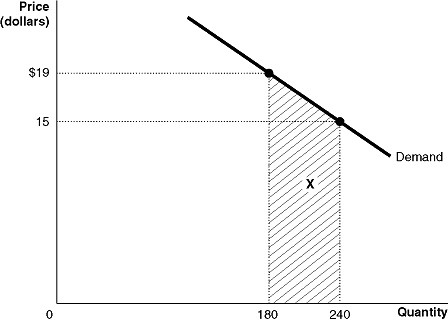 Price
(dollars)
$19
15
Demand
X
0
180
240
Quantity